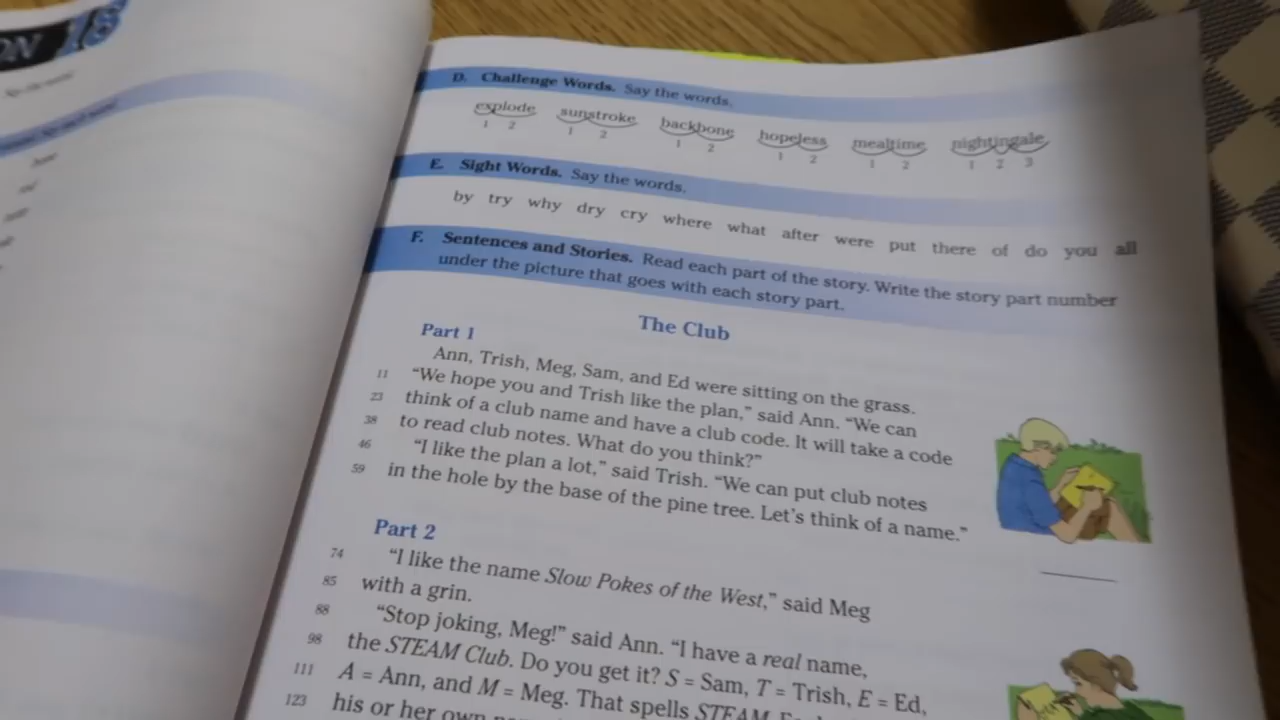 ON 18
D. Challenge Words. Say the words.
explode sunstroke backbone hopeless mealtime nightingale
1 2 1 2 1 2 1 2 1 2 1 2 3
E. Sight Words. Say the words.
by try why dry cry where what after were put there of do you all
F. Sentences and Stories. Read each part of the story. Write the story part number
under the picture that goes with each story part.
The Club
Part 1
Ann, Trish, Meg, Sam, and Ed were sitting on the grass.
11 “We hope you and Trish like the plan,” said Ann. “We can
23 think of a club name and have a club code. It will take a code
38 to read club notes. What do you think?”
46 “I like the plan a lot,” said Trish. “We can put club notes
59 in the hole by the base of the pine tree. Let’s think of a name.”
Part 2
74 “I like the name Slow Pokes of the West,” said Meg
85 with a grin.
88 “Stop joking, Meg!” said Ann. “I have a real name,
98 the STEAM Club. Do you get it? S = Sam, T = Trish, E = Ed,
111 A = Ann, and M = Meg. That spells STEAM.
123 his or her own